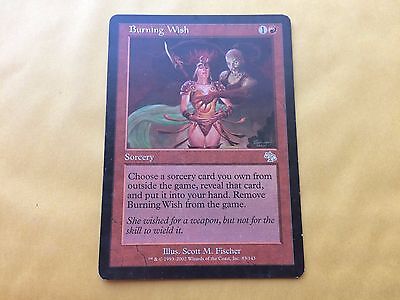 Burning Wish 1
Sorcery
Choose a sorcery card you own from
outside the game, reveal that card,
and put it into your hand. Remove
Burning Wish from the game.
She wished for a weapon, but not for the
skill to wield it.
Illus. Scott M. Fischer
™ & © 1993-2002 Wizards of the Coast, Inc. 83/143